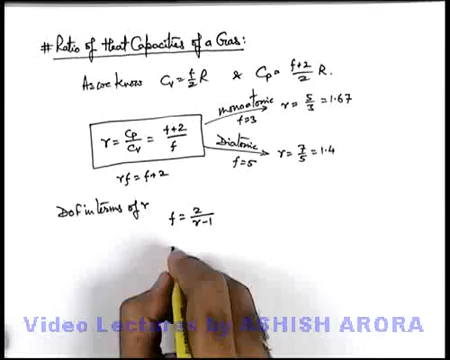 # Ratio of Heat Capacities of a Gas:
As we know Cv = f/2 R & Cp = f+2/2 R.
monoatomic f=3 r = 5/3 = 1.67
r = Cp/Cv = f+2/f
Diatomic f=5 r = 7/5 = 1.4
rf = f+2
DoF in terms of r f = 2/r-1
Video Lectures by ASHISH ARORA